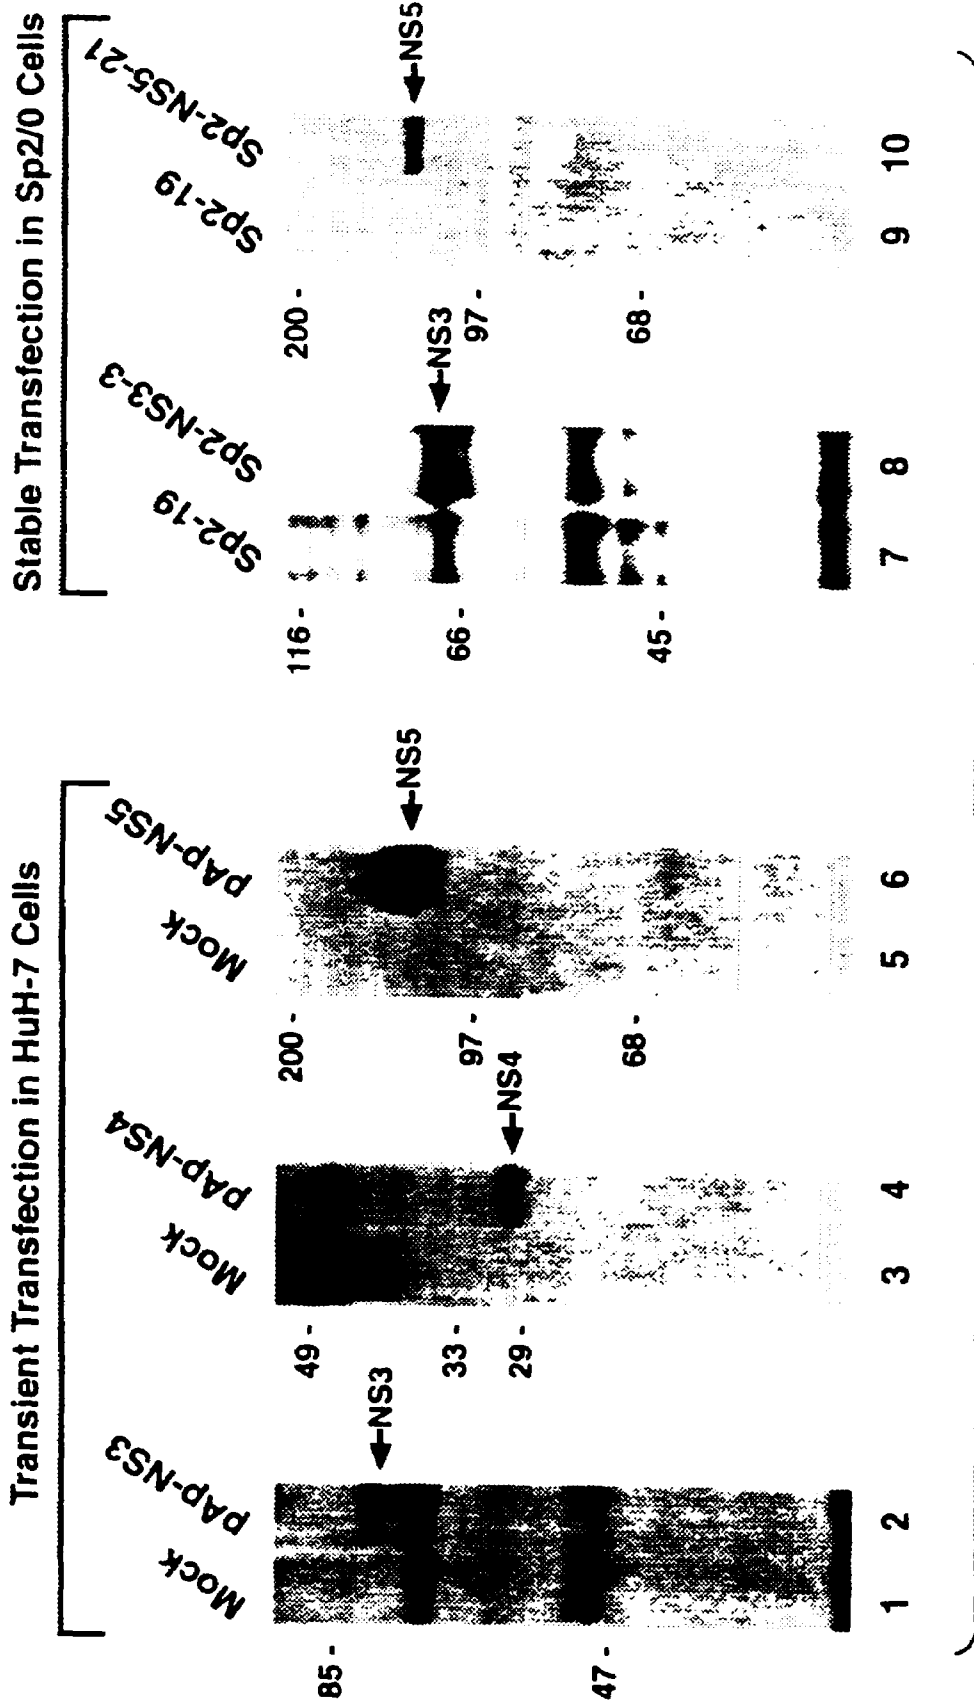 Transient Transfection in HuH-7 Cells
Stable Transfection in Sp2/0 Cells
Mock
pAp-NS3
Mock
pAp-NS4
Mock
pAp-NS5
Sp2-19
Sp2-NS3-3
Sp2-19
Sp2-NS5-21
85 -
47 -
-NS3
49 -
33 -
29 -
-NS4
200 -
97 -
68 -
-NS5
116 -
66 -
45 -
-NS3
200 -
97 -
68 -
-NS5
1 2 3 4 5 6 7 8 9 10